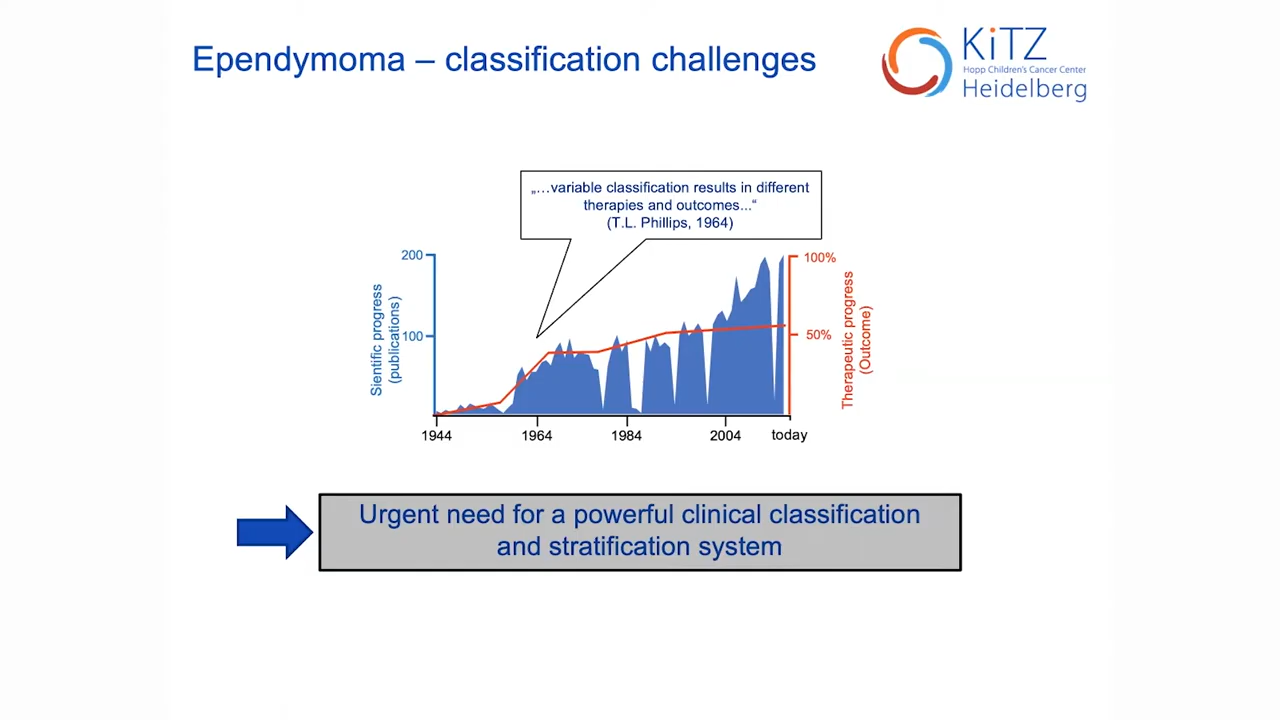 Ependymoma – classification challenges
KiTZ
Hopp Children's Cancer Center
Heidelberg
„…variable classification results in different
therapies and outcomes...“
(T.L. Phillips, 1964)
200
100
Sientific progress
(publications)
100%
50%
Therapeutic progress
(Outcome)
1944
1964
1984
2004
today
Urgent need for a powerful clinical classification
and stratification system